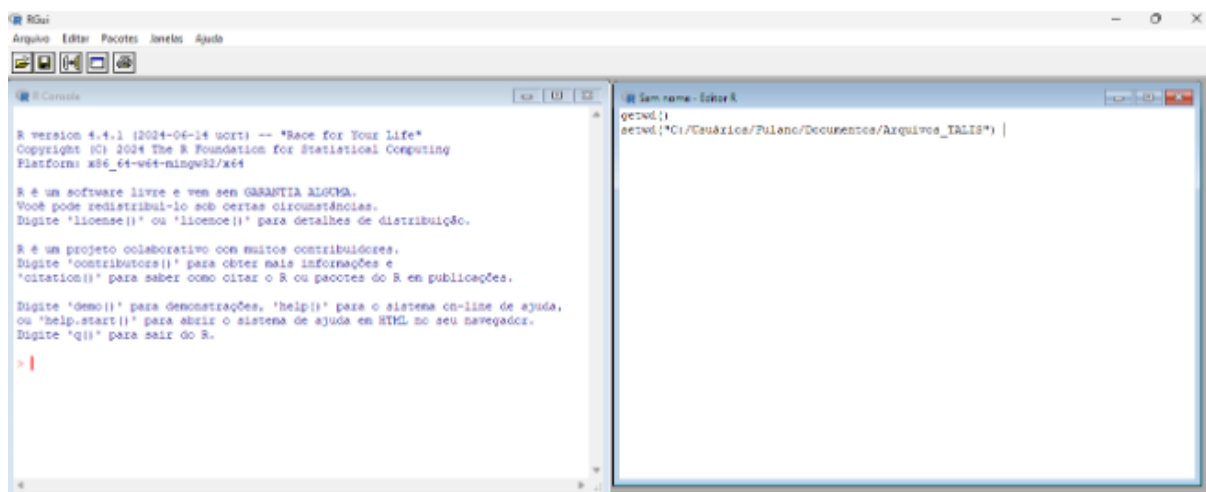 RGui
Arquivo Editar Pacotes Janelas Ajuda
R Console
R version 4.4.1 (2024-06-14 ucrt) -- "Race for Your Life"
Copyright (C) 2024 The R Foundation for Statistical Computing
Platform: x86_64-w64-mingw32/x64
R é um software livre e vem sem GARANTIA ALGUMA.
Você pode redistribuí-lo sob certas circunstâncias.
Digite 'license()' ou 'licence()' para detalhes de distribuição.
R é um projeto colaborativo com muitos contribuidores.
Digite 'contributors()' para obter mais informações e
'citation()' para saber como citar o R ou pacotes do R em publicações.
Digite 'demo()' para demonstrações, 'help()' para o sistema on-line de ajuda,
ou 'help.start()' para abrir o sistema de ajuda em HTML no seu navegador.
Digite 'q()' para sair do R.
>
Sem nome - Editor R
getwd()
setwd("C:/Usuários/Fulano/Documentos/Arquivos_TALIS")